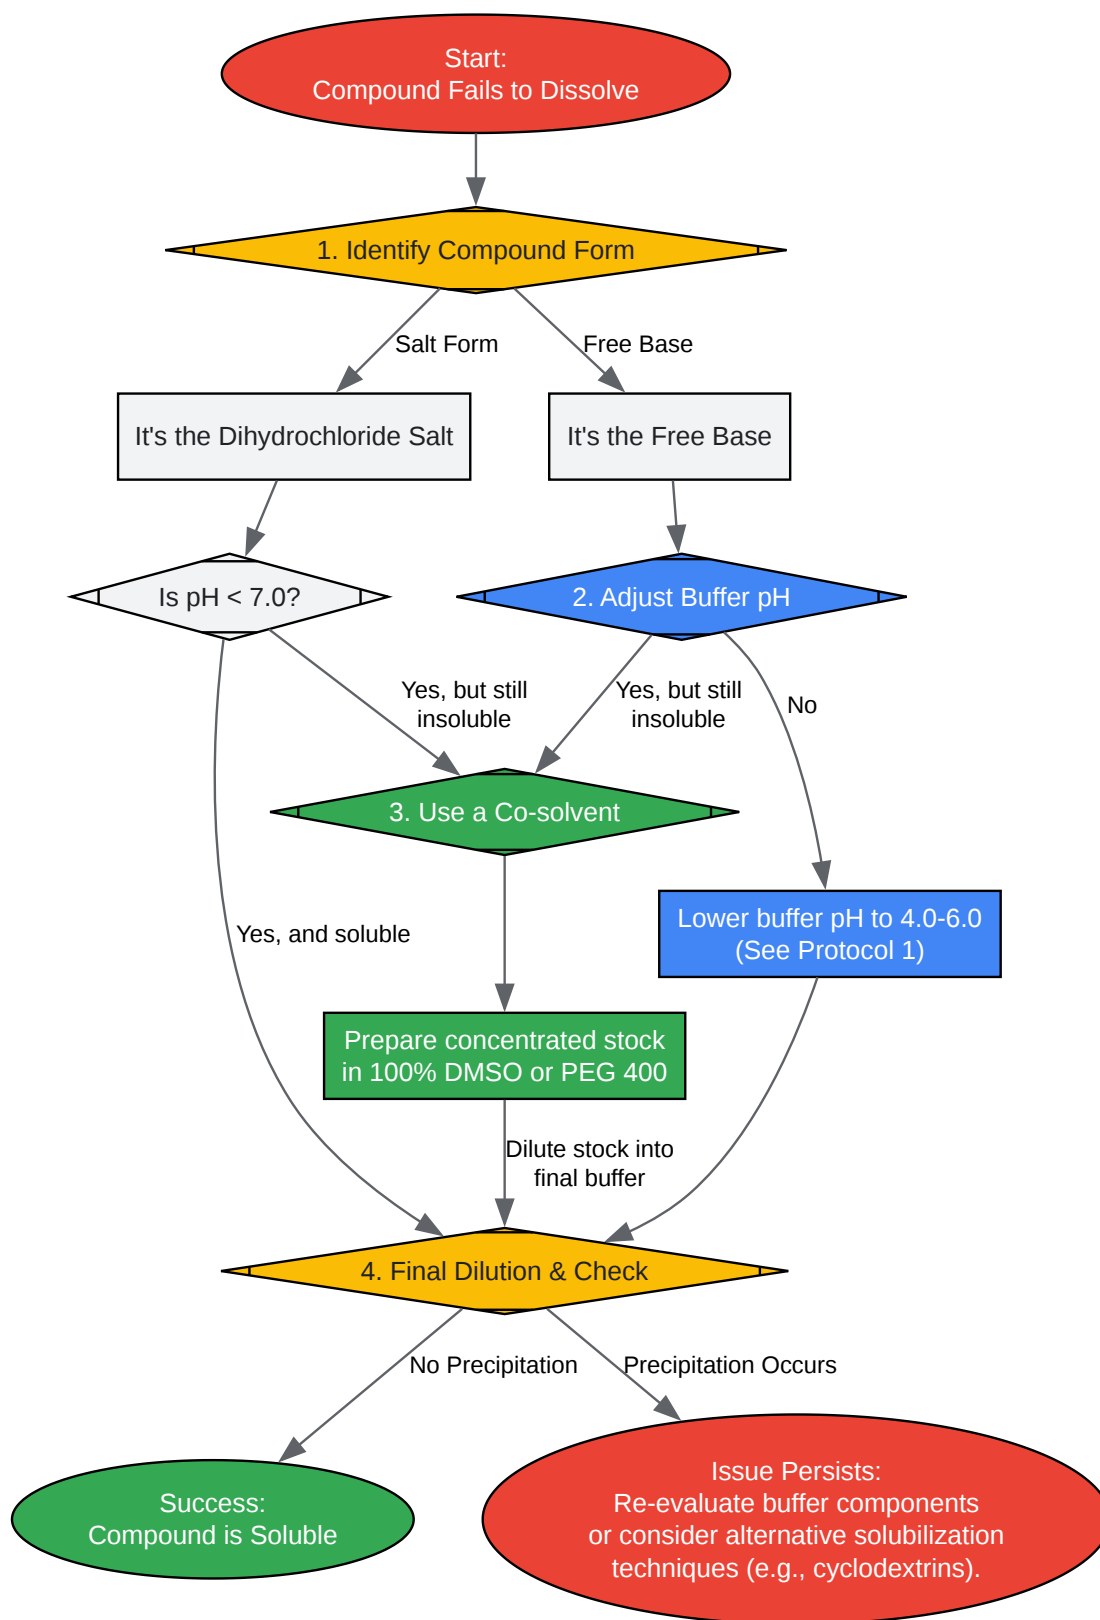 Start:
Compound Fails to Dissolve
1. Identify Compound Form
Salt Form
Free Base
It's the Dihydrochloride Salt
It's the Free Base
Is pH < 7.0?
2. Adjust Buffer pH
Yes, but still
insoluble
Yes, but still
insoluble
No
3. Use a Co-solvent
Lower buffer pH to 4.0-6.0
(See Protocol 1)
Yes, and soluble
Prepare concentrated stock
in 100% DMSO or PEG 400
Dilute stock into
final buffer
4. Final Dilution & Check
No Precipitation
Precipitation Occurs
Success:
Compound is Soluble
Issue Persists:
Re-evaluate buffer components
or consider alternative solubilization
techniques (e.g., cyclodextrins).